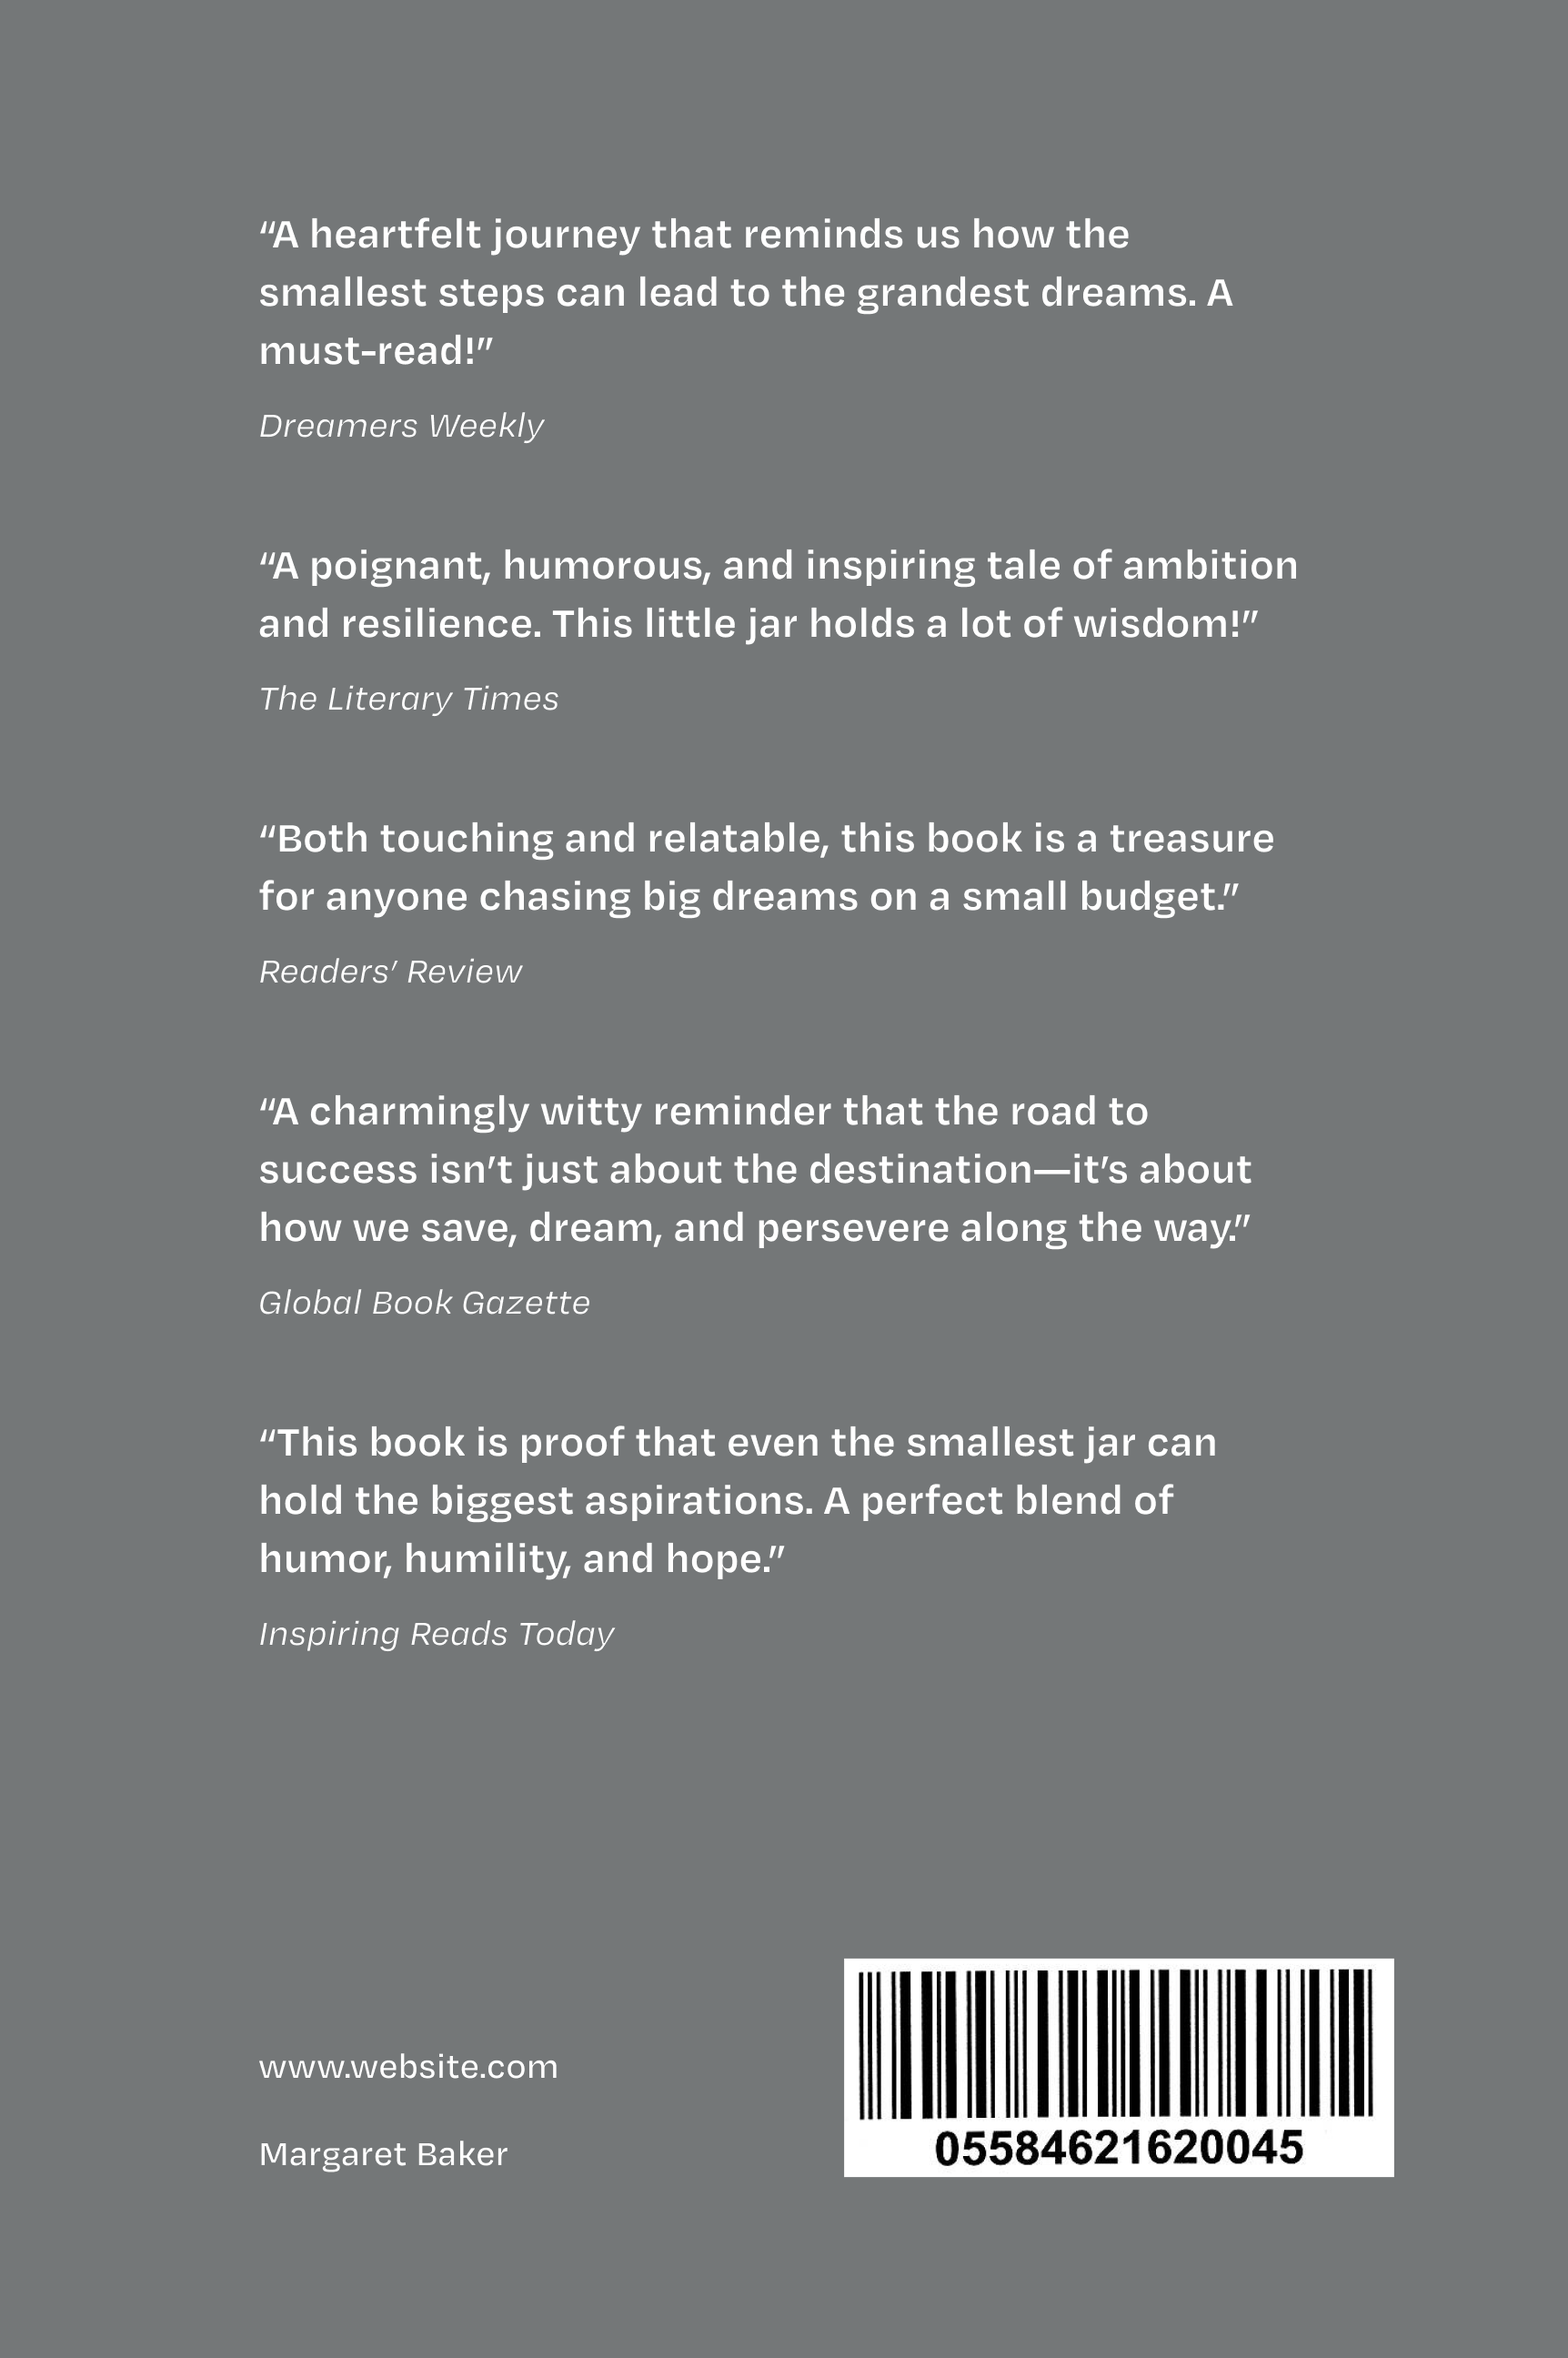 “A heartfelt journey that reminds us how the
smallest steps can lead to the grandest dreams. A
must-read!”
Dreamers Weekly
“A poignant, humorous, and inspiring tale of ambition
and resilience. This little jar holds a lot of wisdom!”
The Literary Times
“Both touching and relatable, this book is a treasure
for anyone chasing big dreams on a small budget.”
Readers’ Review
“A charmingly witty reminder that the road to
success isn’t just about the destination—it’s about
how we save, dream, and persevere along the way.”
Global Book Gazette
“This book is proof that even the smallest jar can
hold the biggest aspirations. A perfect blend of
humor, humility, and hope.”
Inspiring Reads Today
www.website.com
Margaret Baker
05584621620045